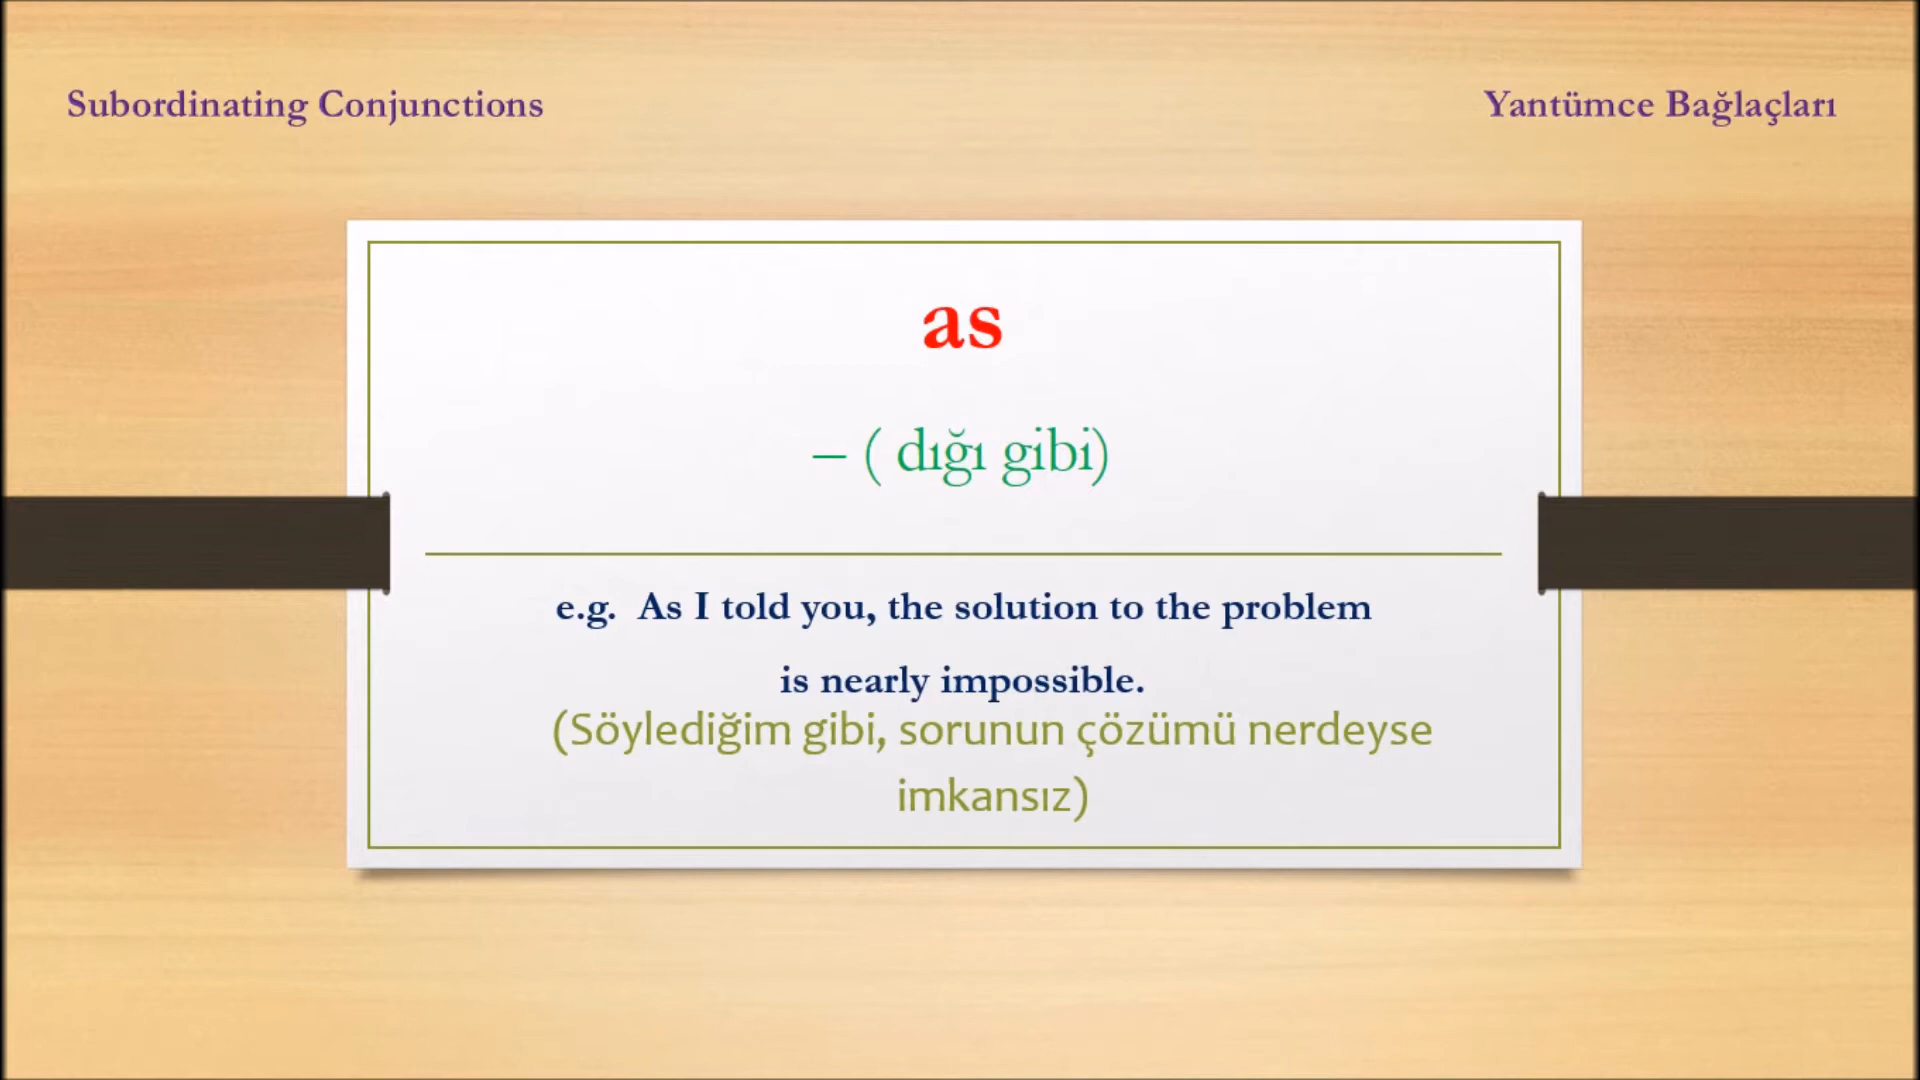 Subordinating Conjunctions
Yantümce Bağlaçları
as
– ( dığı gibi)
e.g. As I told you, the solution to the problem
is nearly impossible.
(Söylediğim gibi, sorunun çözümü nerdeyse
imkansız)